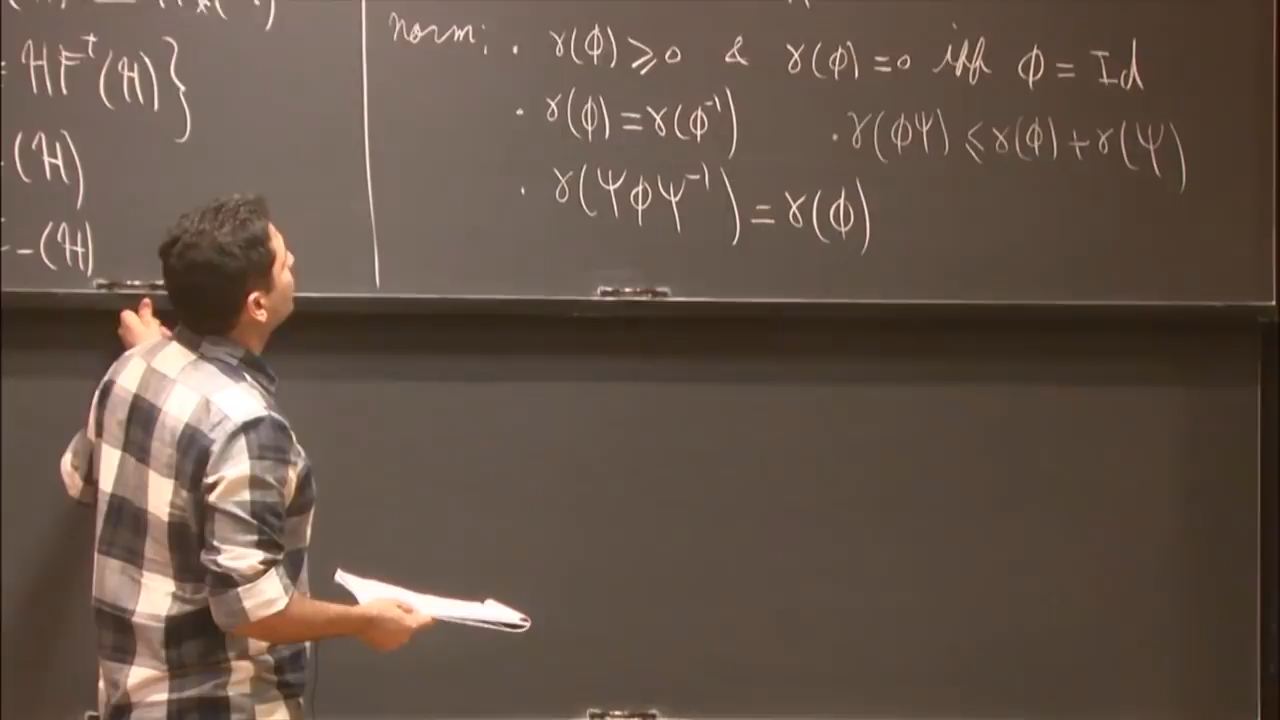 HF^+(H)}
(H)
-(H)
norm: . γ(ϕ) ⩾ 0 & γ(ϕ) = 0 iff ϕ = Id
. γ(ϕ) = γ(ϕ^{-1}) . γ(ϕΨ) ⩽ γ(ϕ) + γ(Ψ)
. γ(ΨϕΨ^{-1}) = γ(ϕ)